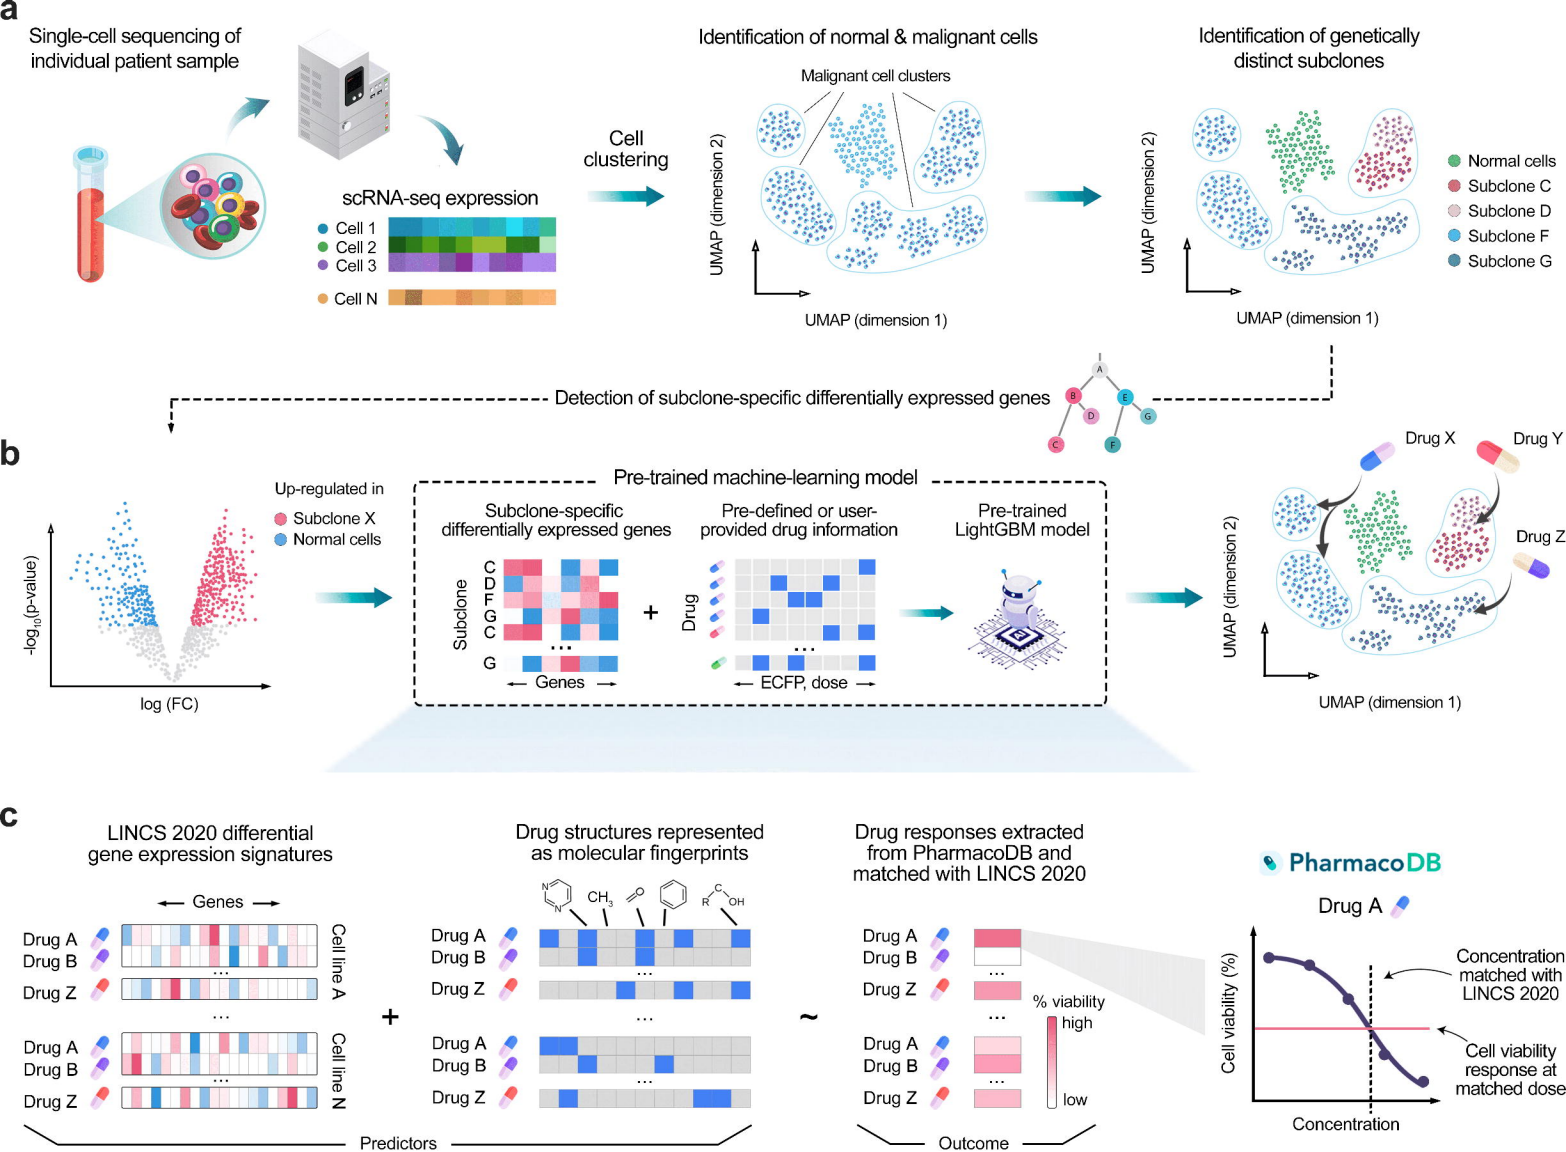 a
Single-cell sequencing of
individual patient sample
scRNA-seq expression
Cell 1
Cell 2
Cell 3
Cell N
Cell
clustering
Identification of normal & malignant cells
Malignant cell clusters
UMAP (dimension 2)
UMAP (dimension 1)
Identification of genetically
distinct subclones
UMAP (dimension 2)
UMAP (dimension 1)
Normal cells
Subclone C
Subclone D
Subclone F
Subclone G
Detection of subclone-specific differentially expressed genes
A
B
E
D
G
C
F
b
-log10(p-value)
log (FC)
Up-regulated in
Subclone X
Normal cells
Pre-trained machine-learning model
Subclone-specific
differentially expressed genes
Subclone
C
D
F
G
C
...
G
Genes
+
Pre-defined or user-
provided drug information
Drug
...
ECFP, dose
Pre-trained
LightGBM model
Drug X
Drug Y
Drug Z
UMAP (dimension 2)
UMAP (dimension 1)
c
LINCS 2020 differential
gene expression signatures
Genes
Drug A
Drug B
...
Drug Z
Cell line A
...
Drug A
Drug B
...
Drug Z
Cell line N
+
Drug structures represented
as molecular fingerprints
N
N
CH3
O
R
C
OH
Drug A
Drug B
...
Drug Z
...
Drug A
Drug B
...
Drug Z
Predictors
~
Drug responses extracted
from PharmacoDB and
matched with LINCS 2020
Drug A
Drug B
...
Drug Z
...
Drug A
Drug B
...
Drug Z
% viability
high
low
Outcome
PharmacoDB
Drug A
Cell viability (%)
Concentration
Concentration
matched with
LINCS 2020
Cell viability
response at
matched dose